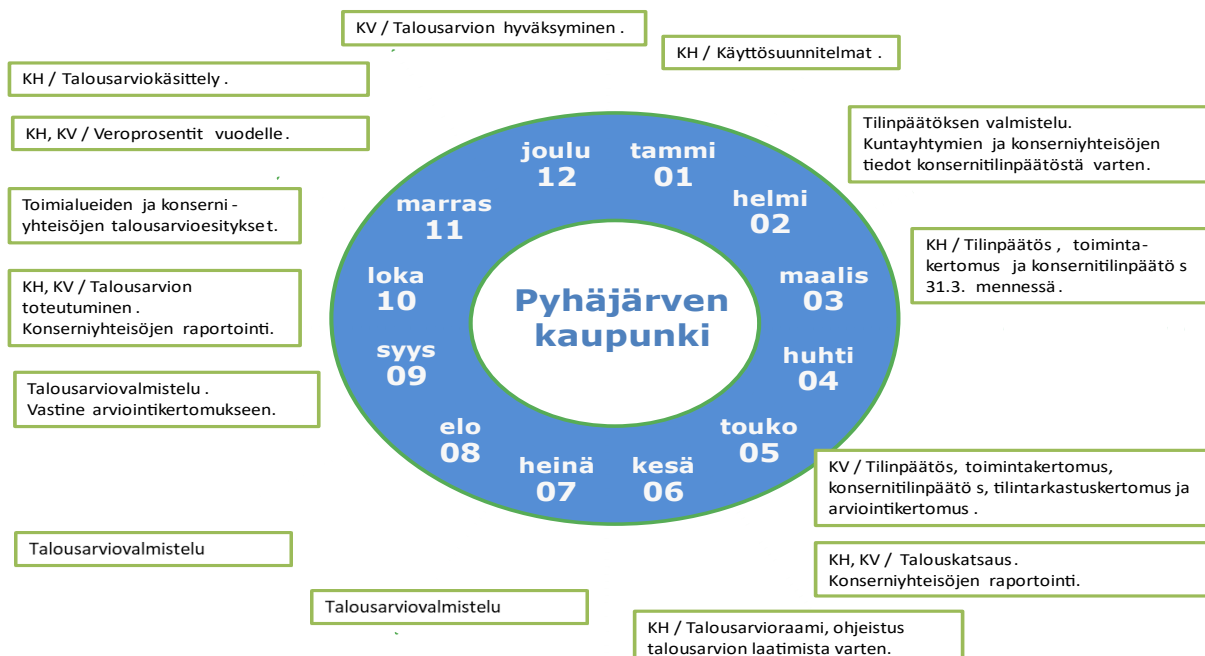 KV / Talousarvion hyväksyminen .
KH / Käyttösuunnitelmat .
KH / Talousarviokäsittely .
KH, KV / Veroprosentit vuodelle .
Tilinpäätöksen valmistelu.
Kuntayhtymien ja konserniyhteisöjen
tiedot konsernitilinpäätöstä varten.
Toimialueiden ja konserni -
yhteisöjen talousarvioesitykset.
KH / Tilinpäätös , toiminta-
kertomus ja konsernitilinpäätö s
31.3. mennessä.
KH, KV / Talousarvion
toteutuminen .
Konserniyhteisöjen raportointi.
Talousarviovalmistelu .
Vastine arviointikertomukseen.
joulu
12
tammi
01
helmi
02
maalis
03
huhti
04
touko
05
kesä
06
heinä
07
elo
08
syys
09
loka
10
marras
11
Pyhäjärven
kaupunki
KV / Tilinpäätös, toimintakertomus,
konsernitilinpäätö s, tilintarkastuskertomus ja
arviointikertomus .
Talousarviovalmistelu
KH, KV / Talouskatsaus.
Konserniyhteisöjen raportointi.
Talousarviovalmistelu
KH / Talousarvioraami, ohjeistus
talousarvion laatimista varten.